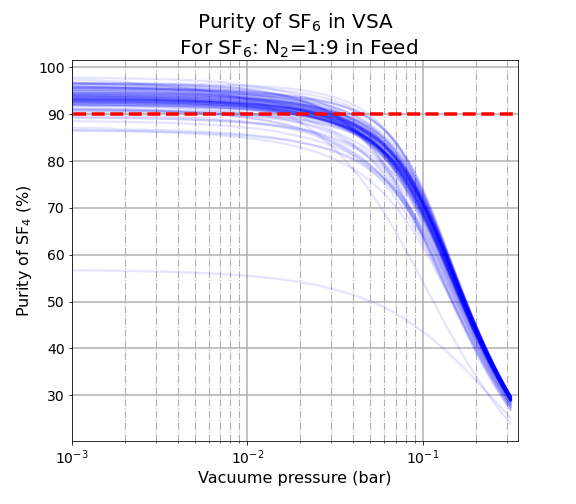 Purity of SF₆ in VSA
For SF₆: N₂=1:9 in Feed
Purity of SF₄ (%)
100
90
80
70
60
50
40
30
10⁻³
10⁻²
10⁻¹
Vacuume pressure (bar)